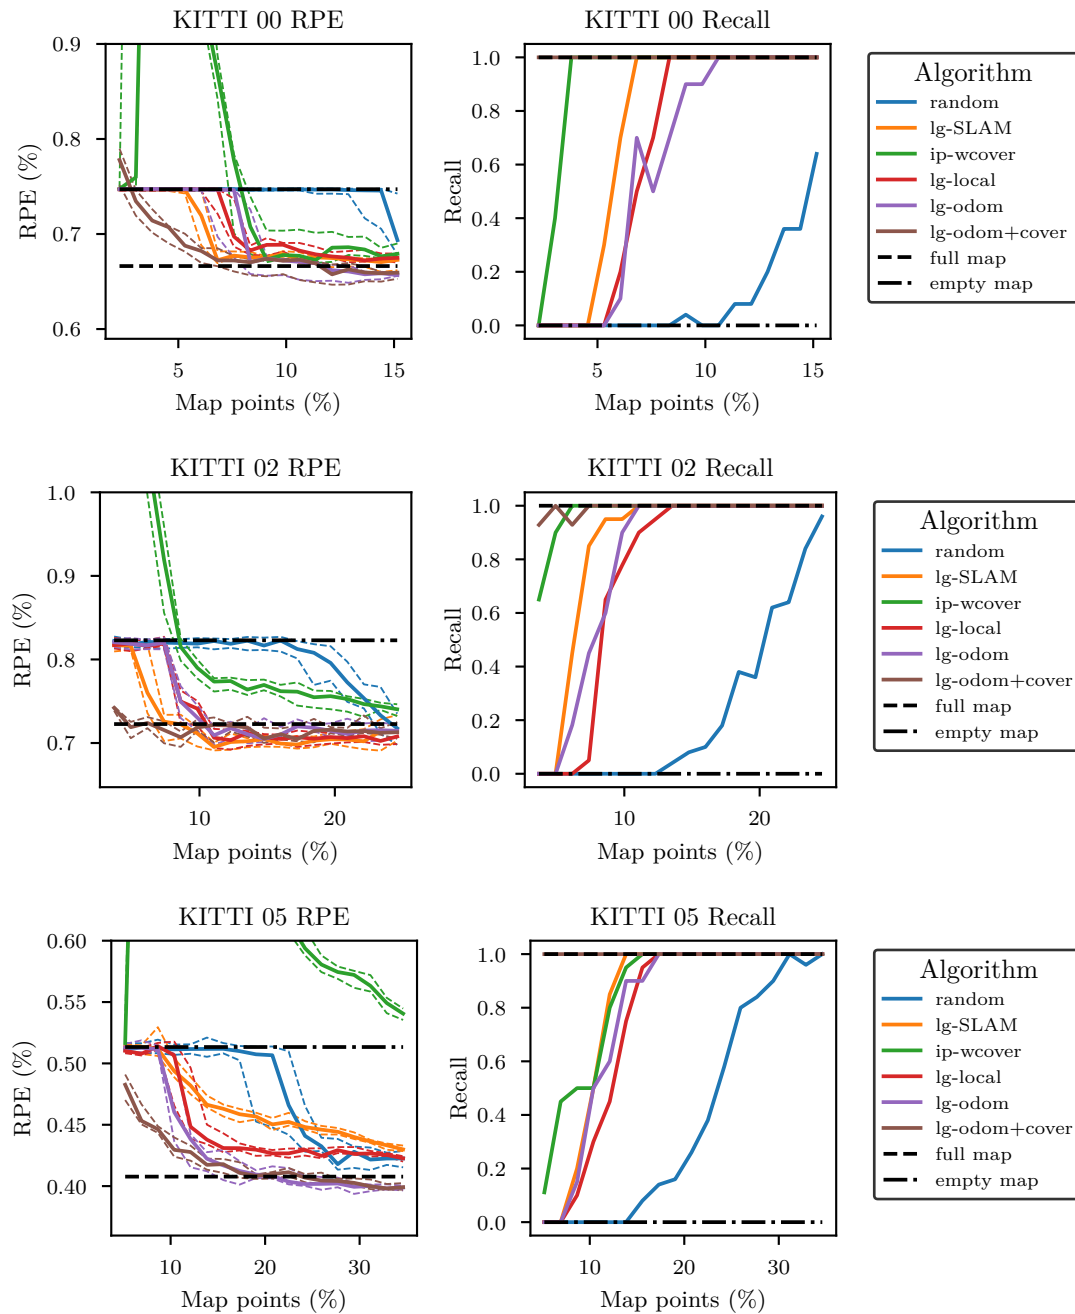 KITTI 00 RPE
0.9
0.8
0.7
0.6
RPE (%)
5
10
15
Map points (%)
KITTI 00 Recall
1.0
0.8
0.6
0.4
0.2
0.0
Recall
5
10
15
Map points (%)
Algorithm
random
lg-SLAM
ip-wcover
lg-local
lg-odom
lg-odom+cover
full map
empty map
KITTI 02 RPE
1.0
0.9
0.8
0.7
RPE (%)
10
20
Map points (%)
KITTI 02 Recall
1.0
0.8
0.6
0.4
0.2
0.0
Recall
10
20
Map points (%)
Algorithm
random
lg-SLAM
ip-wcover
lg-local
lg-odom
lg-odom+cover
full map
empty map
KITTI 05 RPE
0.60
0.55
0.50
0.45
0.40
RPE (%)
10
20
30
Map points (%)
KITTI 05 Recall
1.0
0.8
0.6
0.4
0.2
0.0
Recall
10
20
30
Map points (%)
Algorithm
random
lg-SLAM
ip-wcover
lg-local
lg-odom
lg-odom+cover
full map
empty map